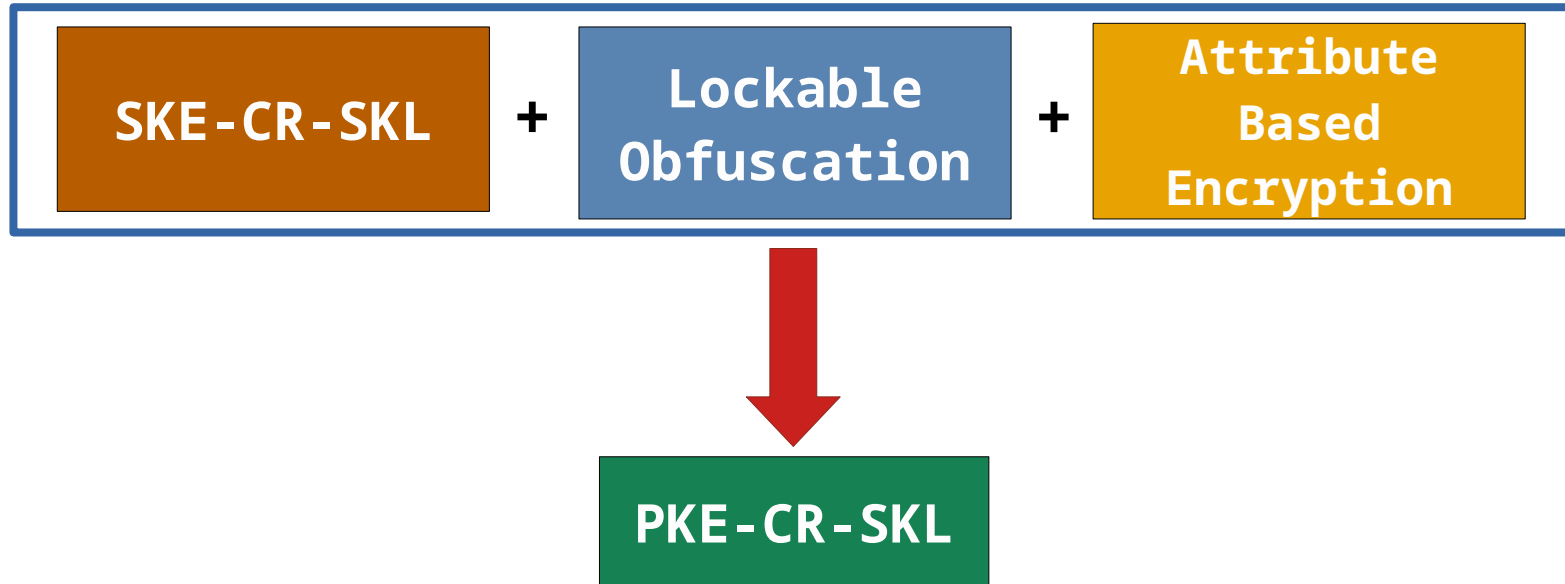 SKE-CR-SKL + Lockable Obfuscation + Attribute Based Encryption
PKE-CR-SKL